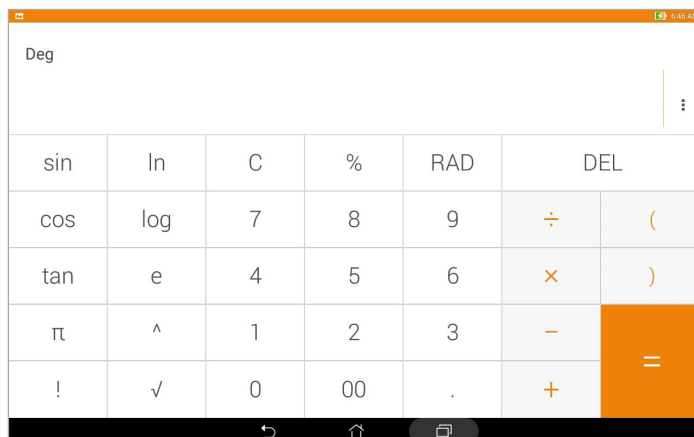 6:46 AM
Deg
sin ln C % RAD DEL
cos log 7 8 9 ÷ (
tan e 4 5 6 × )
π ^ 1 2 3 − =
! √ 0 00 . +